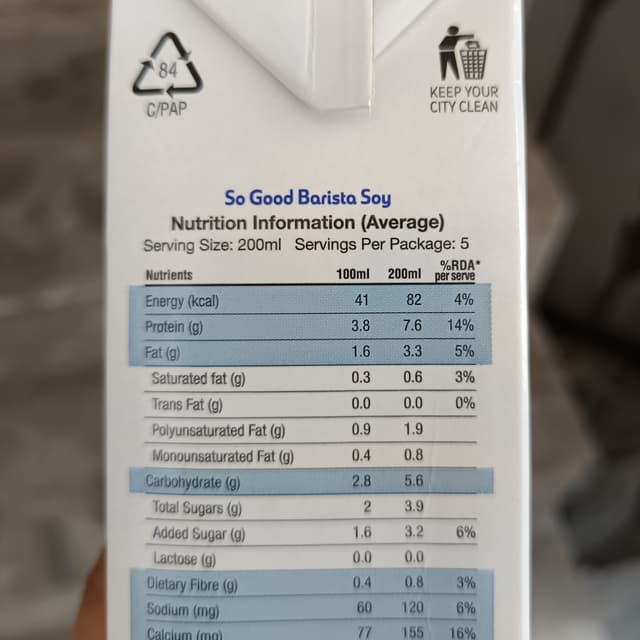 84
C/PAP
KEEP YOUR
CITY CLEAN
So Good Barista Soy
Nutrition Information (Average)
Serving Size: 200ml Servings Per Package: 5
Nutrients 100ml 200ml %RDA* per serve
Energy (kcal) 41 82 4%
Protein (g) 3.8 7.6 14%
Fat (g) 1.6 3.3 5%
Saturated fat (g) 0.3 0.6 3%
Trans Fat (g) 0.0 0.0 0%
Polyunsaturated Fat (g) 0.9 1.9
Monounsaturated Fat (g) 0.4 0.8
Carbohydrate (g) 2.8 5.6
Total Sugars (g) 2 3.9
Added Sugar (g) 1.6 3.2 6%
Lactose (g) 0.0 0.0
Dietary Fibre (g) 0.4 0.8 3%
Sodium (mg) 60 120 6%
Calcium (mg) 77 155 16%